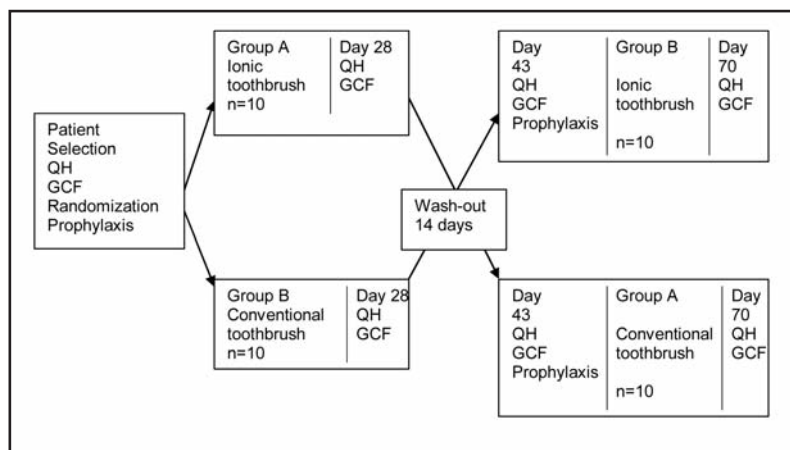 Patient
Selection
QH
GCF
Randomization
Prophylaxis
Group A
Ionic
toothbrush
n=10
Day 28
QH
GCF
Group B
Conventional
toothbrush
n=10
Day 28
QH
GCF
Wash-out
14 days
Day
43
QH
GCF
Prophylaxis
Group B
Ionic
toothbrush
n=10
Day
70
QH
GCF
Day
43
QH
GCF
Prophylaxis
Group A
Conventional
toothbrush
n=10
Day
70
QH
GCF